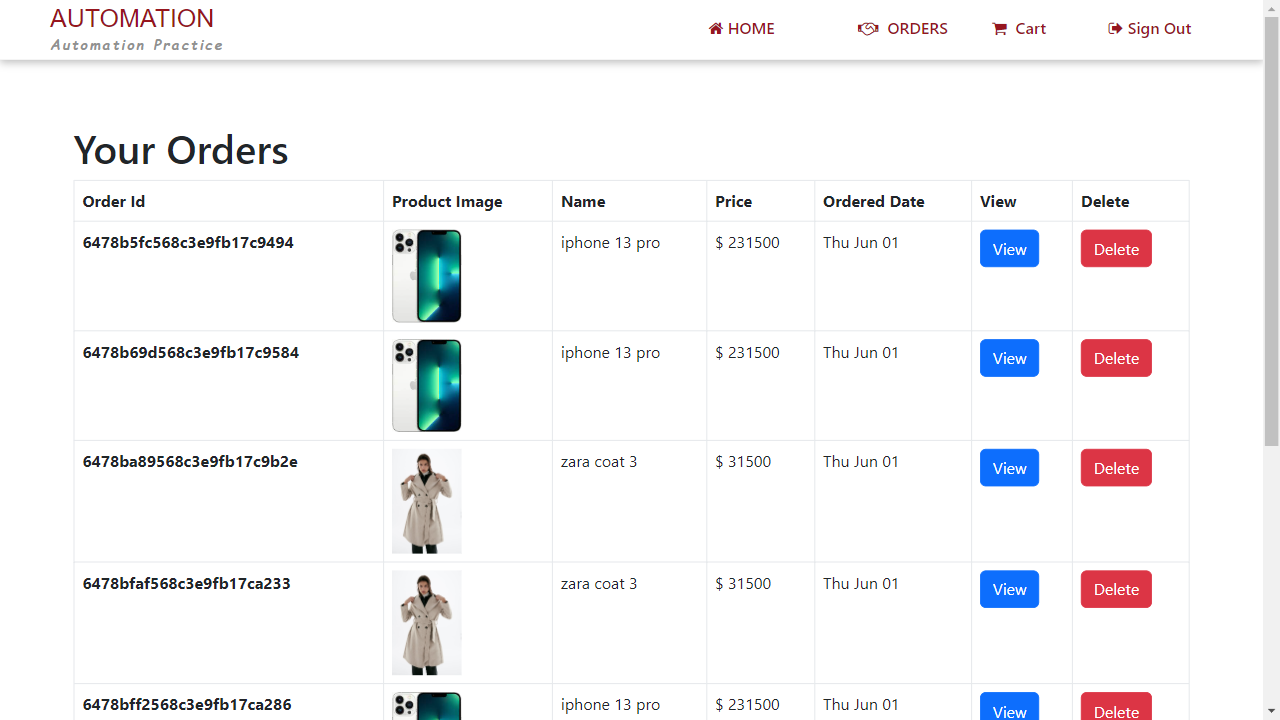 AUTOMATION
Automation Practice
HOME
ORDERS
Cart
Sign Out
Your Orders
Order Id Product Image Name Price Ordered Date View Delete
6478b5fc568c3e9fb17c9494 iphone 13 pro $ 231500 Thu Jun 01 View Delete
6478b69d568c3e9fb17c9584 iphone 13 pro $ 231500 Thu Jun 01 View Delete
6478ba89568c3e9fb17c9b2e zara coat 3 $ 31500 Thu Jun 01 View Delete
6478bfaf568c3e9fb17ca233 zara coat 3 $ 31500 Thu Jun 01 View Delete
6478bff2568c3e9fb17ca286 iphone 13 pro $ 231500 Thu Jun 01 View Delete